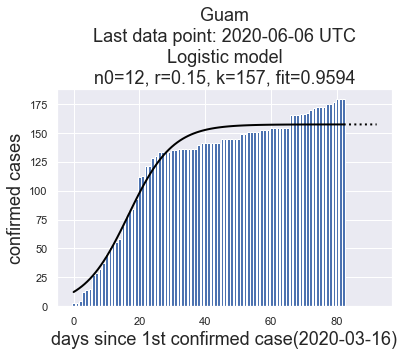 Guam
Last data point: 2020-06-06 UTC
Logistic model
n0=12, r=0.15, k=157, fit=0.9594
175
150
125
100
75
50
25
0
confirmed cases
0 20 40 60 80
days since 1st confirmed case(2020-03-16)